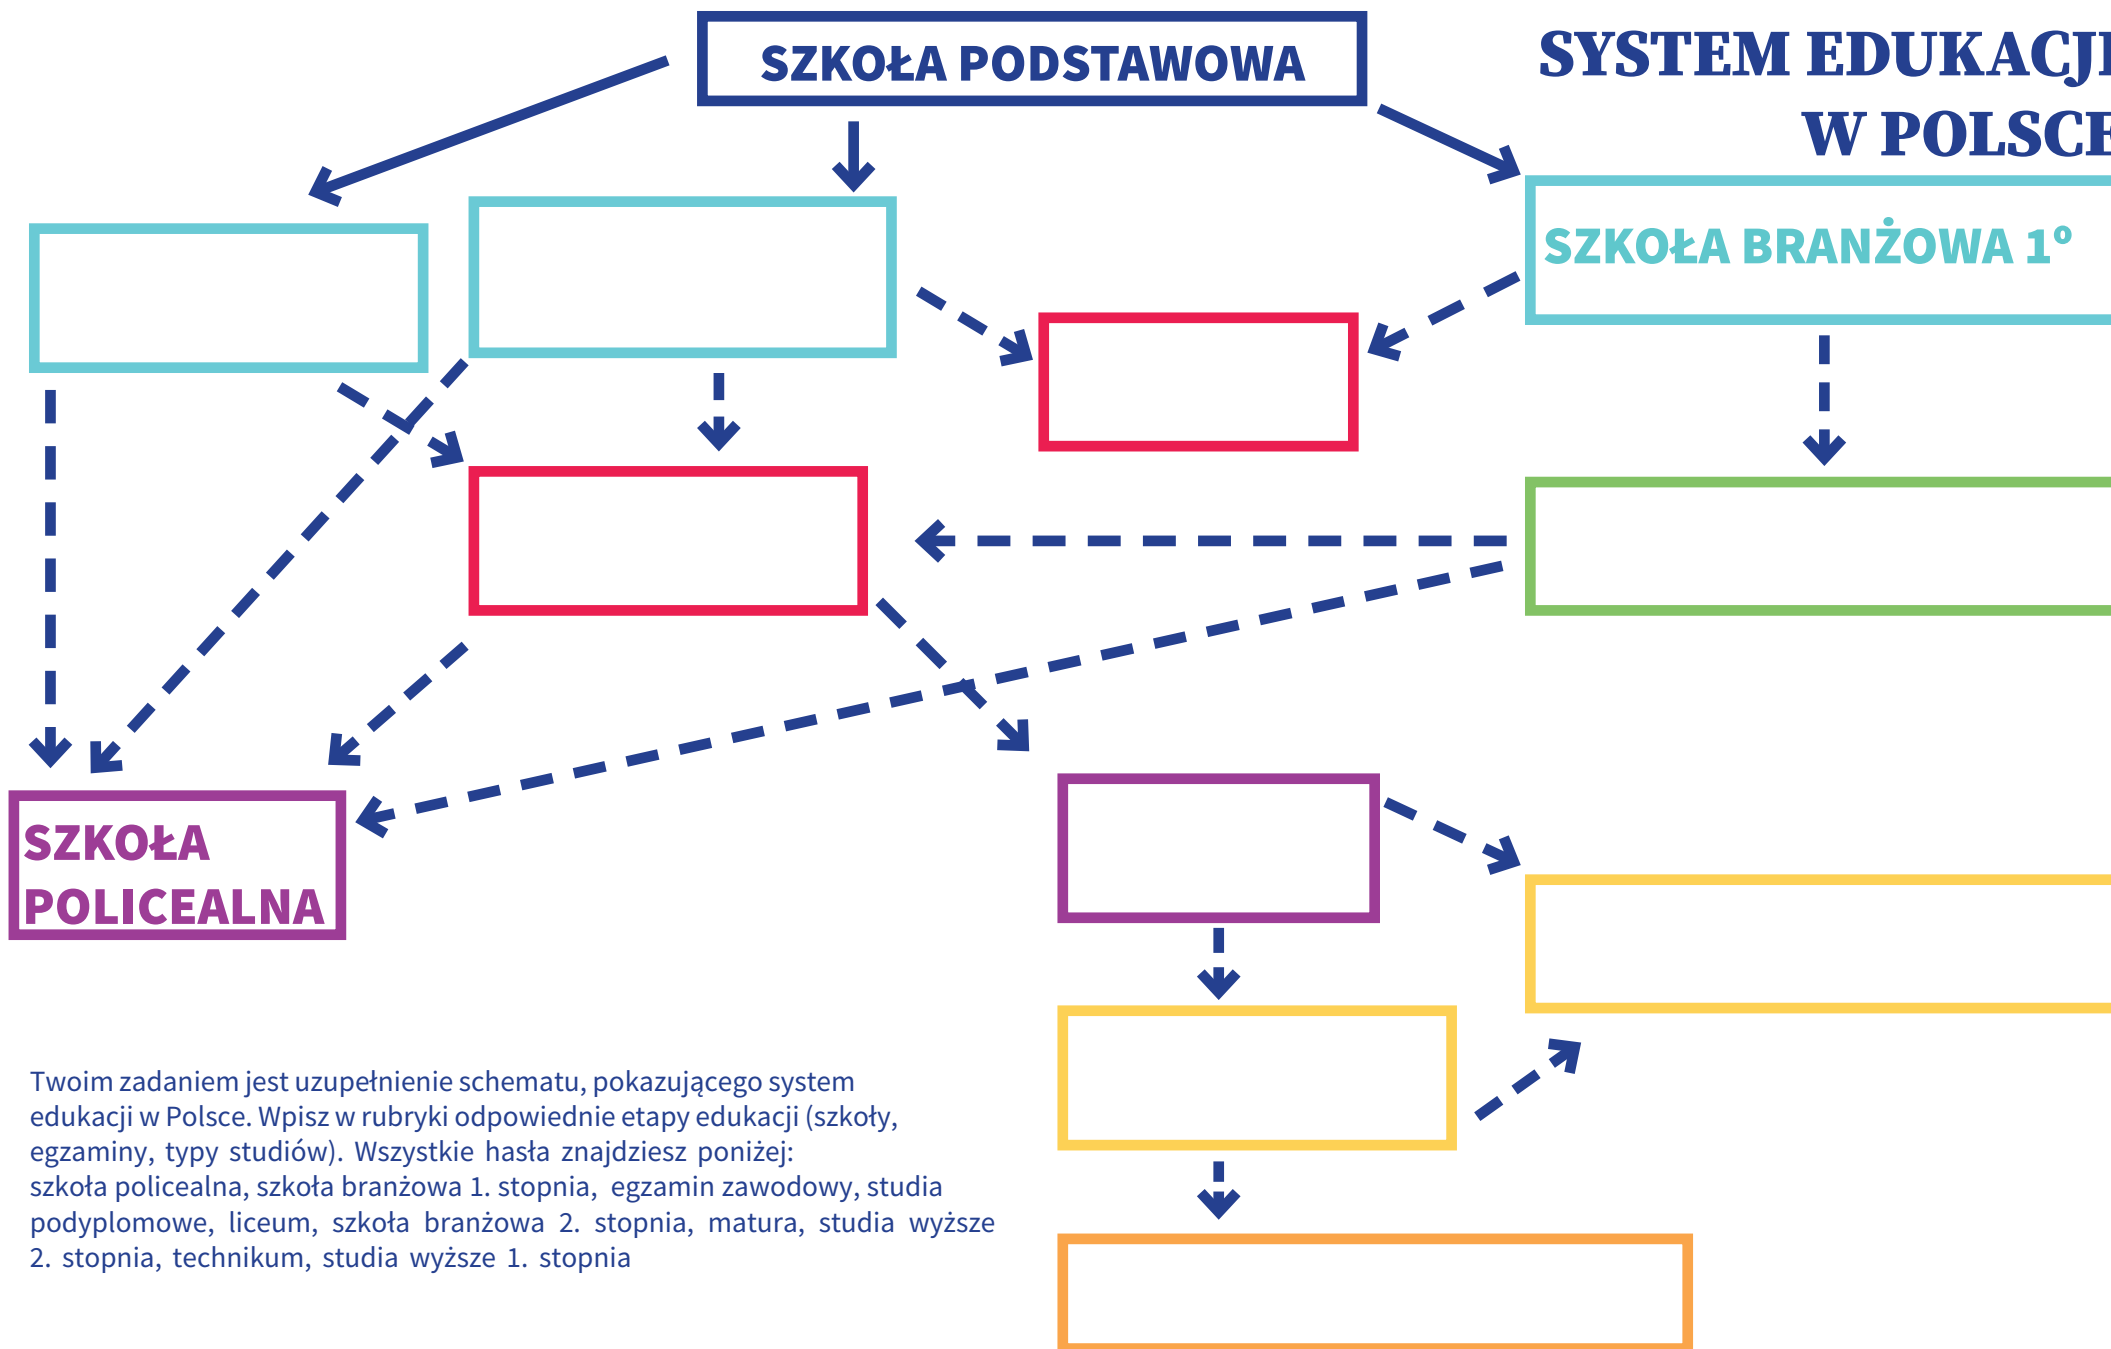 SZKOŁA PODSTAWOWA
SYSTEM EDUKACJI
W POLSCE
SZKOŁA BRANŻOWA 1º
SZKOŁA
POLICEALNA
Twoim zadaniem jest uzupełnienie schematu, pokazującego system
edukacji w Polsce. Wpisz w rubryki odpowiednie etapy edukacji (szkoły,
egzaminy, typy studiów). Wszystkie hasła znajdziesz poniżej:
szkoła policealna, szkoła branżowa 1. stopnia, egzamin zawodowy, studia
podyplomowe, liceum, szkoła branżowa 2. stopnia, matura, studia wyższe
2. stopnia, technikum, studia wyższe 1. stopnia